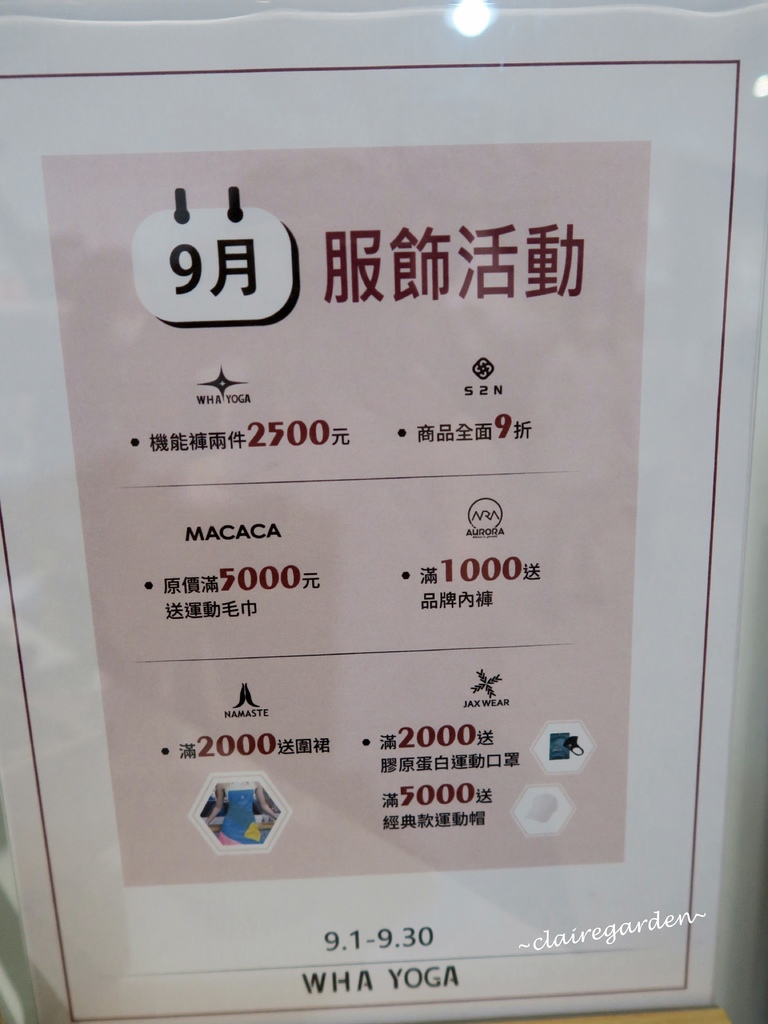 9月
服飾活動
WHA YOGA
機能褲兩件2500元
S2N
商品全面9折
MACACA
原價滿5000元
送運動毛巾
ARA
AURORA
滿1000送
品牌內褲
NAMASTE
滿2000送圍裙
JAX WEAR
滿2000送
膠原蛋白運動口罩
滿5000送
經典款運動帽
9.1-9.30
~clairegarden~
WHA YOGA